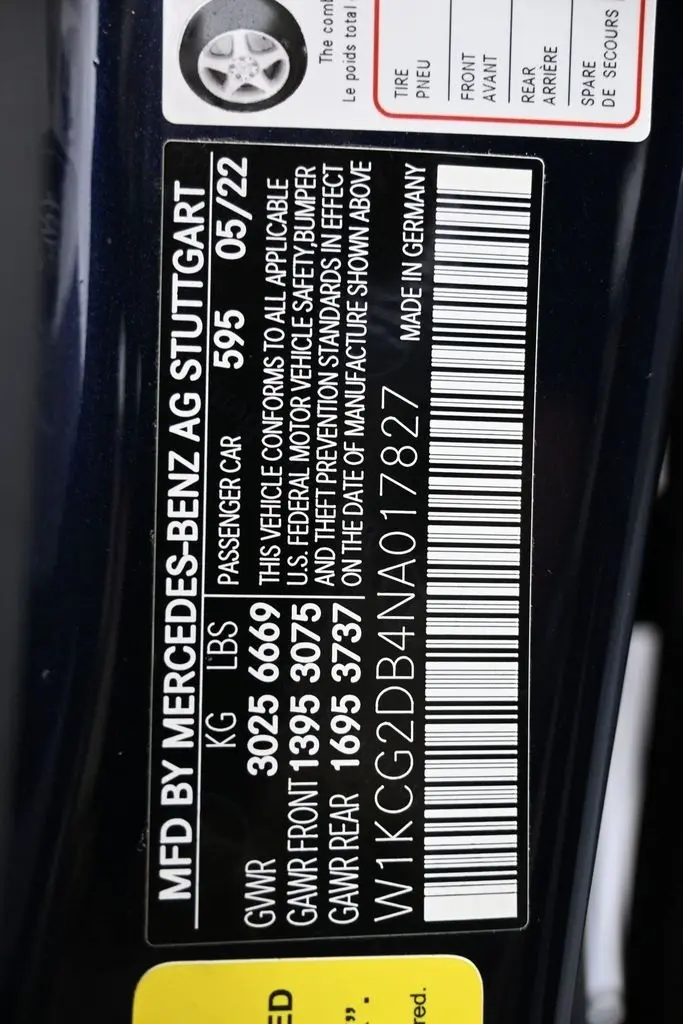 The
Le poids total
TIRE
PNEU
FRONT
AVANT
REAR
ARRIÈRE
SPARE
DE SECOURS
MFD BY MERCEDES-BENZ AG STUTTGART
KG LBS PASSENGER CAR 595 05/22
GVWR 3025 6669
GAWR FRONT 1395 3075
GAWR REAR 1695 3737
THIS VEHICLE CONFORMS TO ALL APPLICABLE
U.S. FEDERAL MOTOR VEHICLE SAFETY,BUMPER
AND THEFT PREVENTION STANDARDS IN EFFECT
ON THE DATE OF MANUFACTURE SHOWN ABOVE
W1KCG2DB4NA017827 MADE IN GERMANY